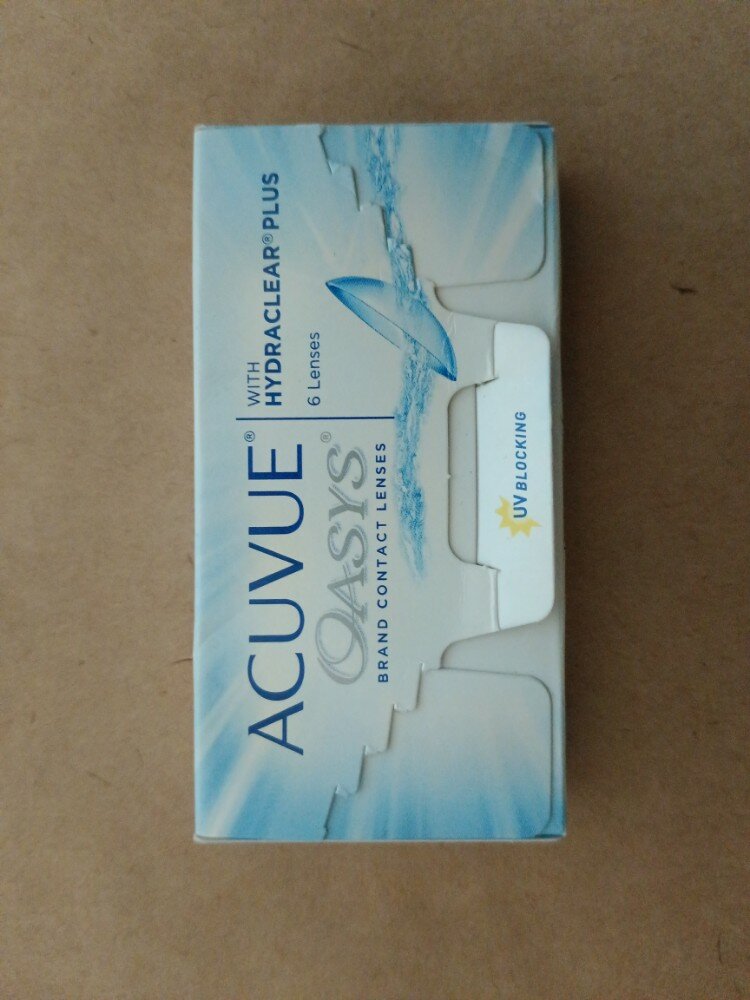 ACUVUE®
OASYS®
BRAND CONTACT LENSES
WITH
HYDRACLEAR® PLUS
6 Lenses
UV BLOCKING